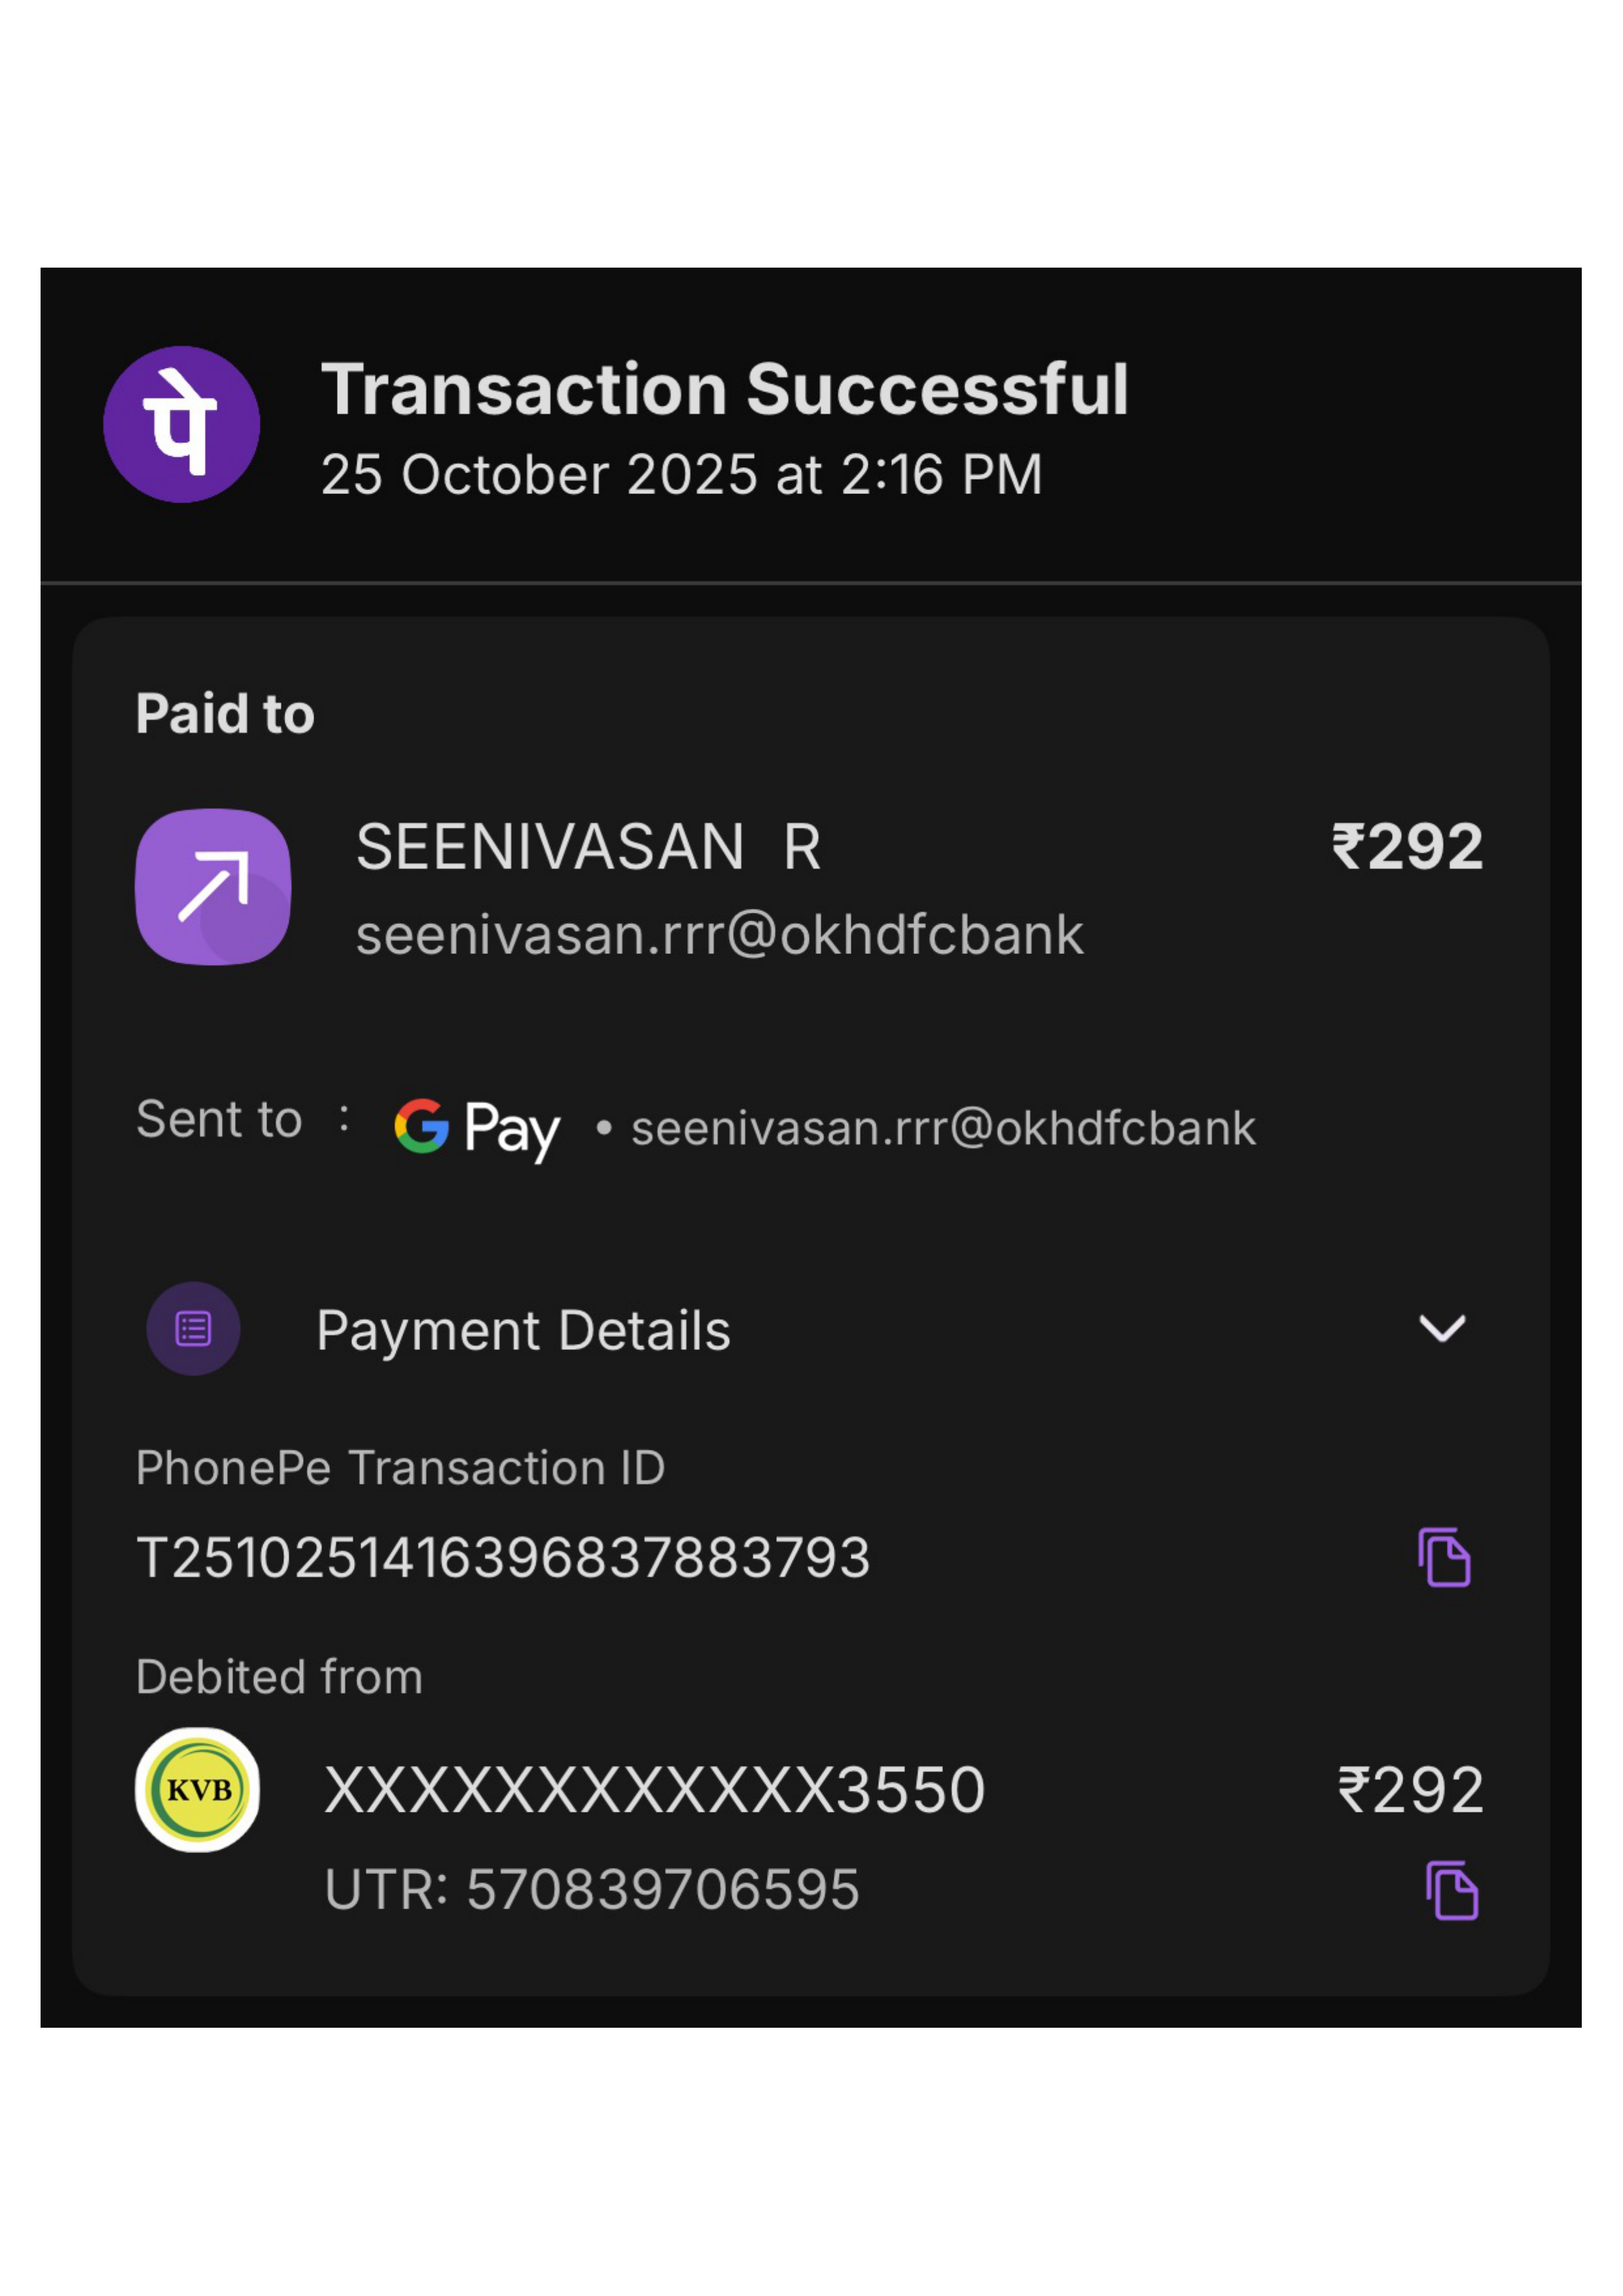 पे
Transaction Successful
25 October 2025 at 2:16 PM
Paid to
SEENIVASAN R
₹292
seenivasan.rrr@okhdfcbank
Sent to : G Pay • seenivasan.rrr@okhdfcbank
Payment Details
PhonePe Transaction ID
T2510251416396837883793
Debited from
KVB
XXXXXXXXXXXX3550
₹292
UTR: 570839706595